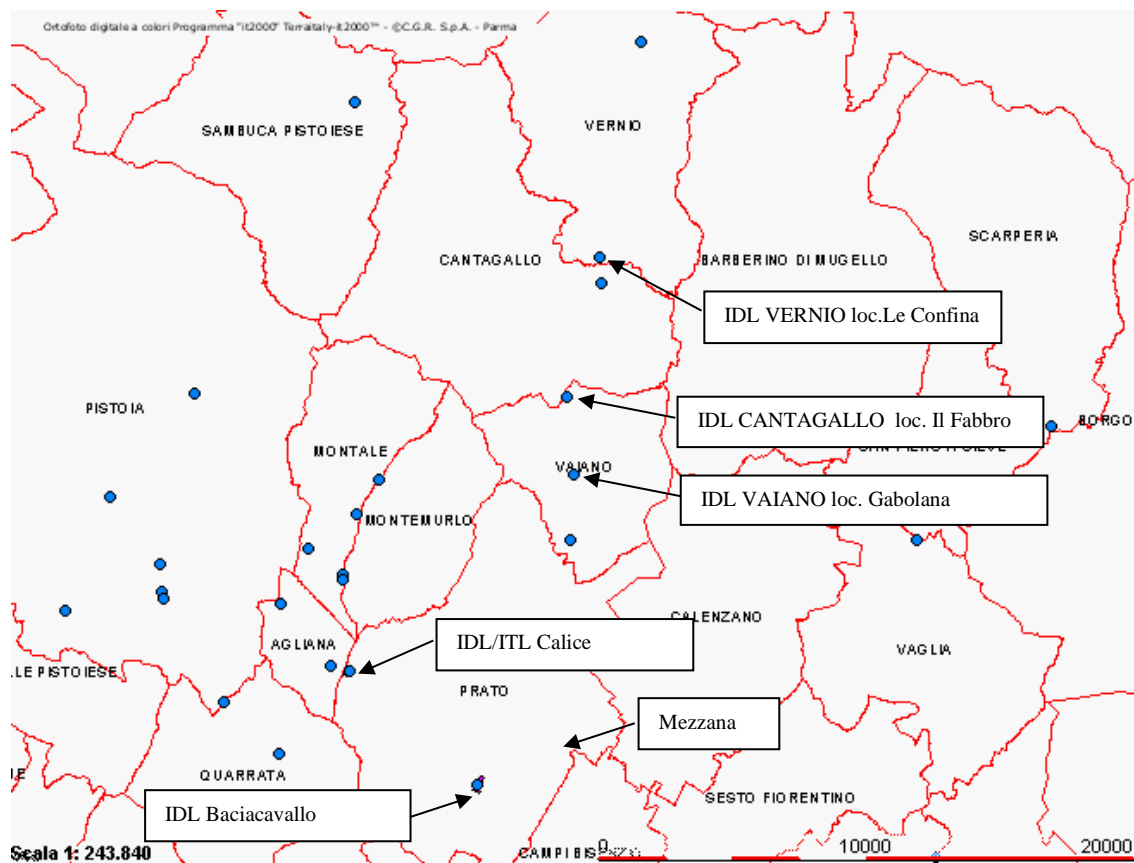 Ortofoto digitale a colori Programma "it2000" Terraitaly-it2000™ - ©C.G.R. S.p.A. - Parma
SAMBUCA PISTOIESE
VERNIO
SCARPERIA
CANTAGALLO
BARBERINO DI MUGELLO
IDL VERNIO loc.Le Confina
PISTOIA
IDL CANTAGALLO loc. Il Fabbro
BORGO
MONTALE
VAIANO
IDL VAIANO loc. Gabolana
MONTEMURLO
CALENZANO
IDL/ITL Calice
AGLIANA
VAGLIA
LLE PISTOIESE
PRATO
Mezzana
QUARRATA
IDL Baciacavallo
SESTO FIORENTINO
Scala 1: 243.840
0
10000
20000